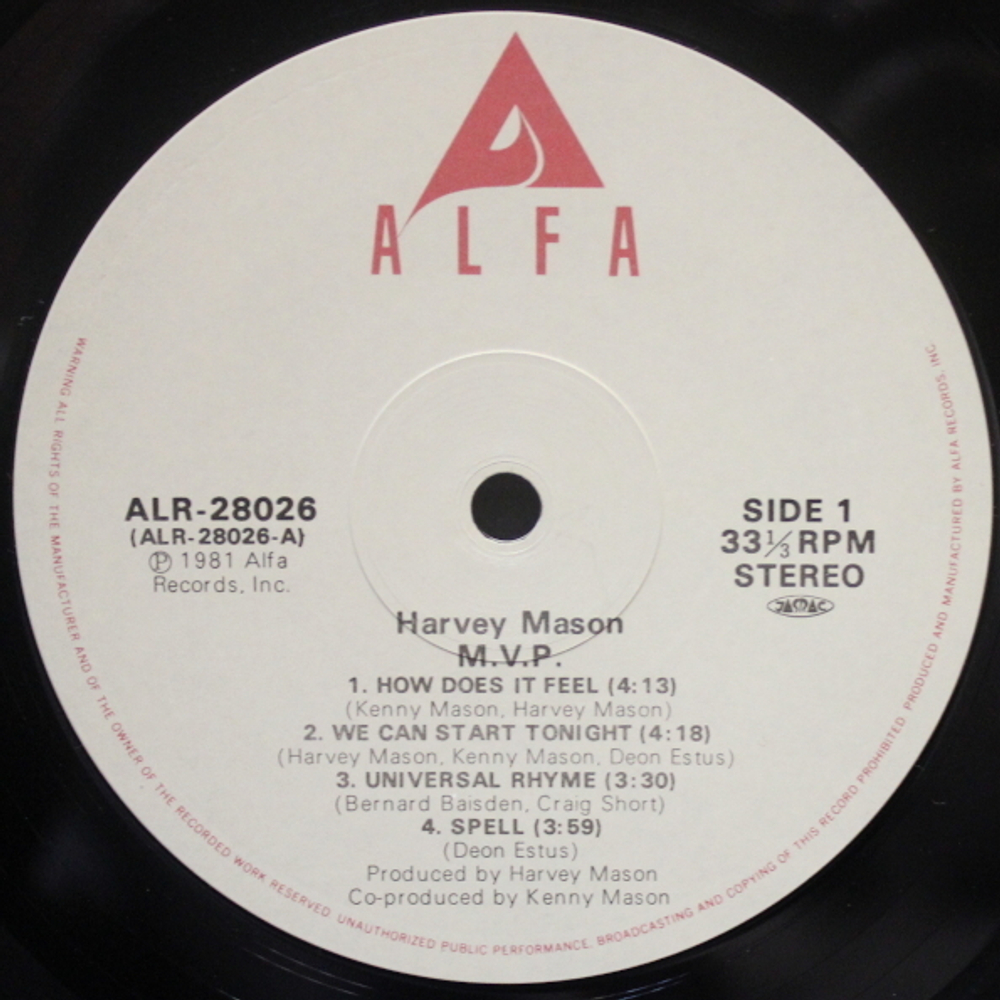 ALFA
ALR-28026
(ALR-28026-A)
Ⓟ 1981 Alfa
Records, Inc.
SIDE 1
33⅓ RPM
STEREO
JASRAC
Harvey Mason
M.V.P.
1. HOW DOES IT FEEL (4:13)
(Kenny Mason, Harvey Mason)
2. WE CAN START TONIGHT (4:18)
(Harvey Mason, Kenny Mason, Deon Estus)
3. UNIVERSAL RHYME (3:30)
(Bernard Baisden, Craig Short)
4. SPELL (3:59)
(Deon Estus)
Produced by Harvey Mason
Co-produced by Kenny Mason
WARNING ALL RIGHTS OF THE MANUFACTURER AND OF THE OWNER OF THE RECORDED WORK RESERVED. UNAUTHORIZED PUBLIC PERFORMANCE, BROADCASTING AND COPYING OF THIS RECORD PROHIBITED. PRODUCED AND MANUFACTURED BY ALFA RECORDS, INC.